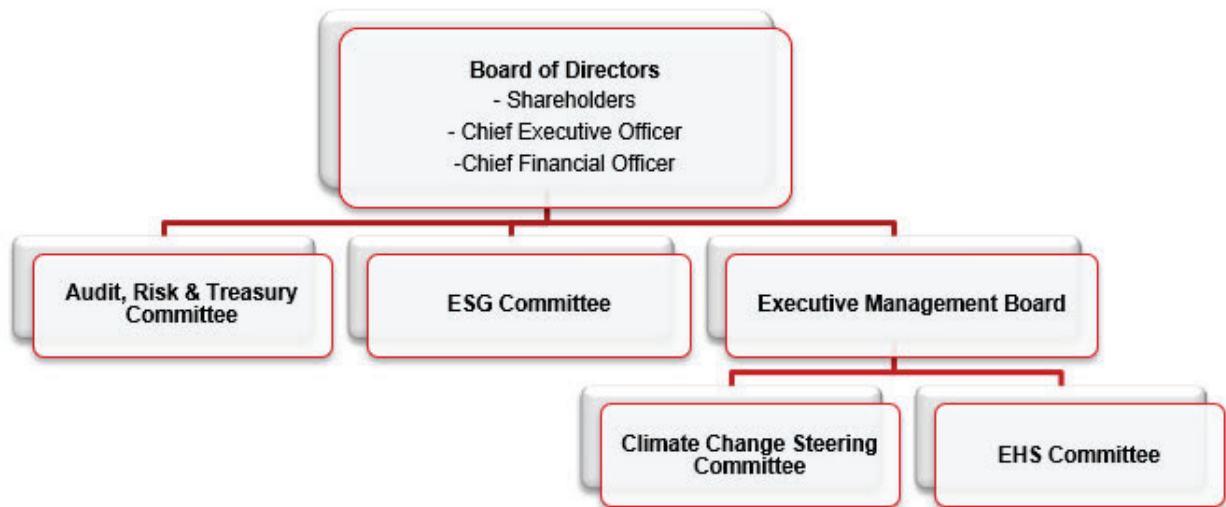 Board of Directors
- Shareholders
- Chief Executive Officer
-Chief Financial Officer
Audit, Risk & Treasury
Committee
ESG Committee
Executive Management Board
Climate Change Steering
Committee
EHS Committee